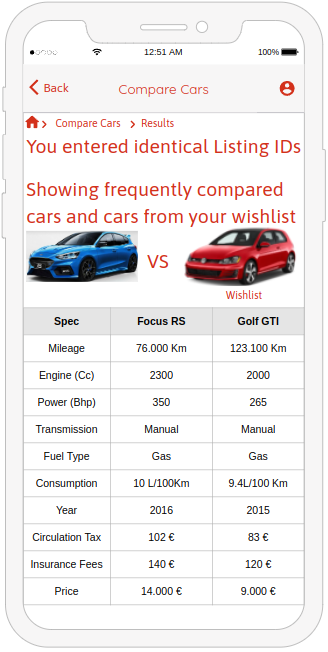 12:51 AM 100%
Back Compare Cars
Compare Cars Results
You entered identical Listing IDs
Showing frequently compared
cars and cars from your wishlist
VS
Wishlist
Spec Focus RS Golf GTI
Mileage 76.000 Km 123.100 Km
Engine (Cc) 2300 2000
Power (Bhp) 350 265
Transmission Manual Manual
Fuel Type Gas Gas
Consumption 10 L/100Km 9.4L/100 Km
Year 2016 2015
Circulation Tax 102 € 83 €
Insurance Fees 140 € 120 €
Price 14.000 € 9.000 €